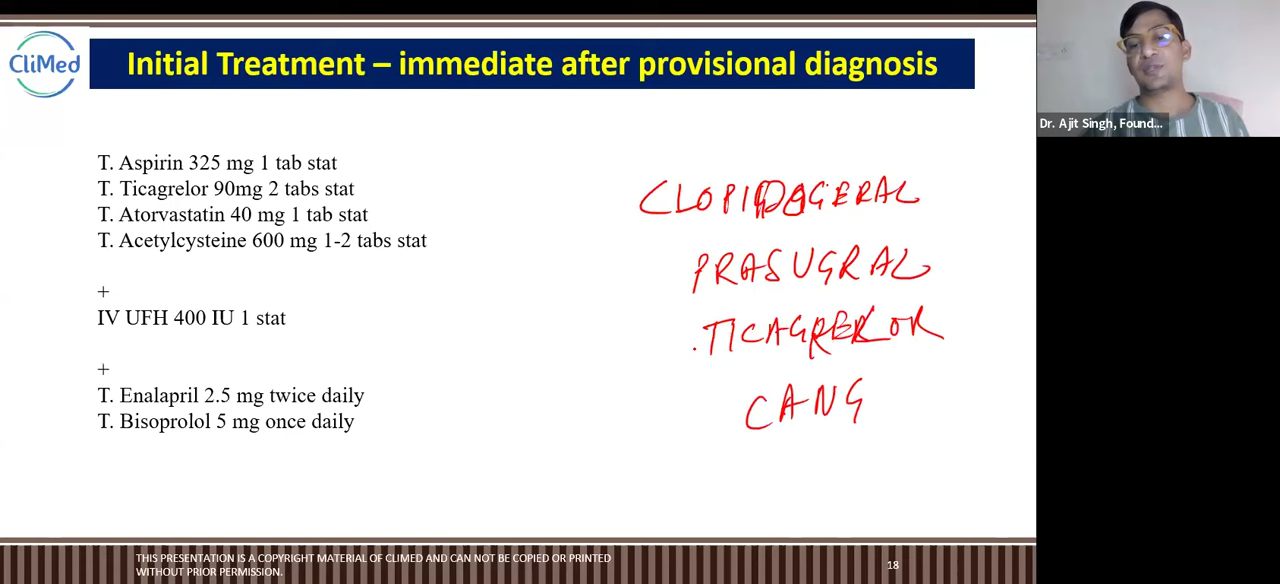 CliMed
Initial Treatment – immediate after provisional diagnosis
Dr. Ajit Singh, Found...
T. Aspirin 325 mg 1 tab stat
T. Ticagrelor 90mg 2 tabs stat
T. Atorvastatin 40 mg 1 tab stat
T. Acetylcysteine 600 mg 1-2 tabs stat
+
IV UFH 400 IU 1 stat
+
T. Enalapril 2.5 mg twice daily
T. Bisoprolol 5 mg once daily
CLOPIDOGERAL
PRASUGRAL
TICAGRERLOR
CANG
THIS PRESENTATION IS A COPYRIGHT MATERIAL OF CLIMED AND CAN NOT BE COPIED OR PRINTED
WITHOUT PRIOR PERMISSION.
18